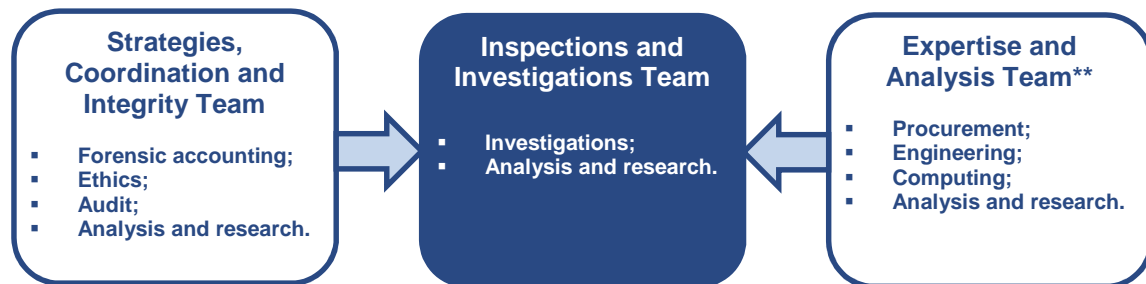 Strategies,
Coordination and
Integrity Team
▪ Forensic accounting;
▪ Ethics;
▪ Audit;
▪ Analysis and research.
Inspections and
Investigations Team
▪ Investigations;
▪ Analysis and research.
Expertise and
Analysis Team**
▪ Procurement;
▪ Engineering;
▪ Computing;
▪ Analysis and research.